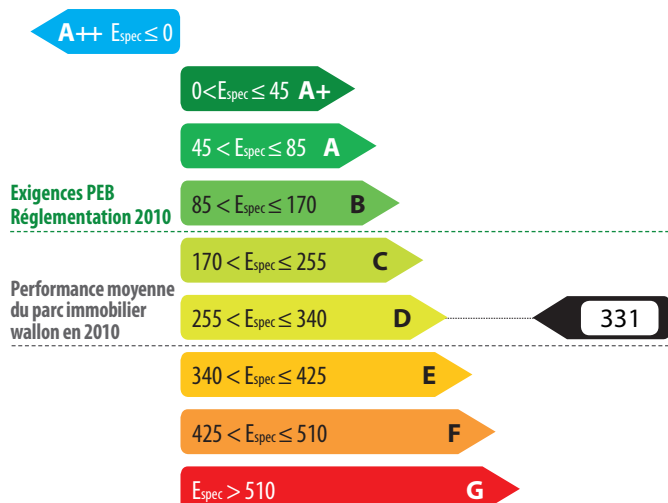 A++ Espec ≤ 0
0<Espec ≤ 45 A+
45 < Espec ≤ 85 A
Exigences PEB
Réglementation 2010
85 < Espec ≤ 170 B
170 < Espec ≤ 255 C
Performance moyenne
du parc immobilier
wallon en 2010
255 < Espec ≤ 340 D
331
340 < Espec ≤ 425 E
425 < Espec ≤ 510 F
Espec > 510 G